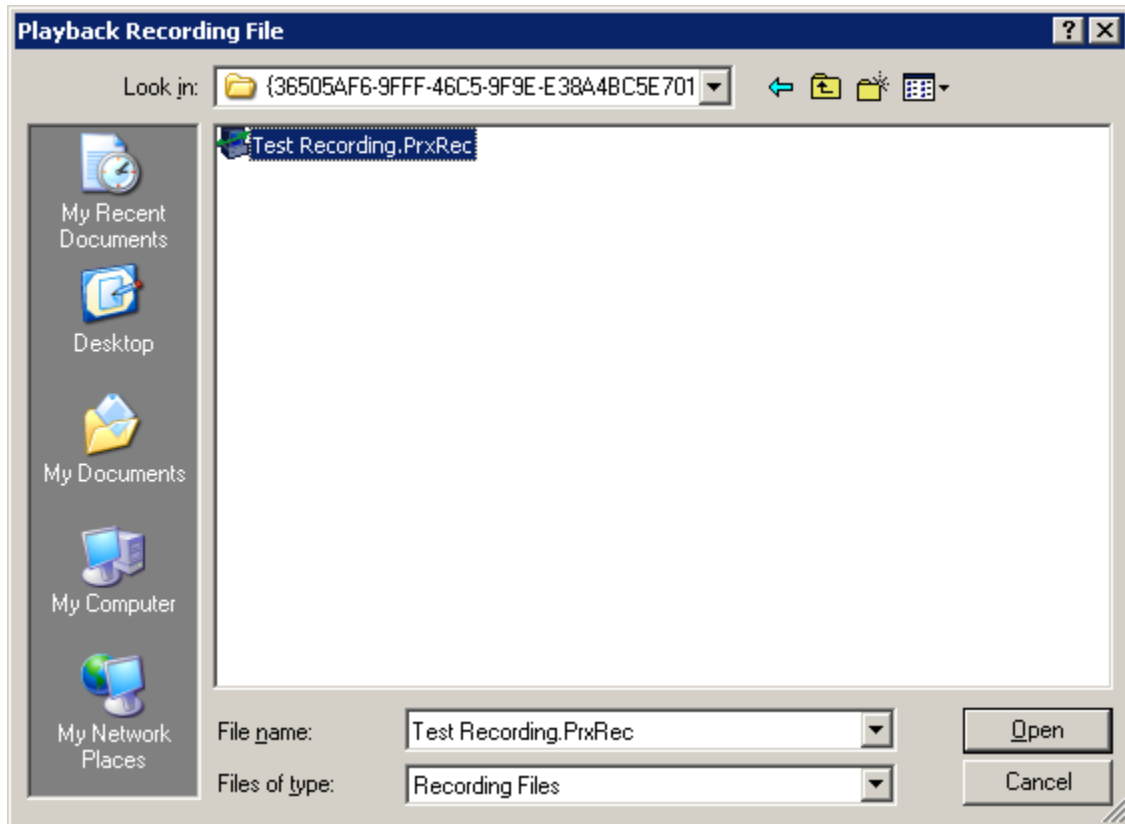 Playback Recording File
Look in: {36505AF6-9FFF-46C5-9F9E-E38A4BC5E701
Test Recording.PrxRec
My Recent
Documents
Desktop
My Documents
My Computer
My Network
Places
File name: Test Recording.PrxRec Open
Files of type: Recording Files Cancel